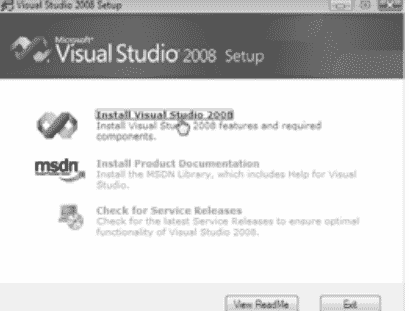 Visual Studio 2008 Setup
Microsoft
Visual Studio 2008 Setup
Install Visual Studio 2008
Install Visual Studio 2008 features and required
components.
msdn
Install Product Documentation
Install the MSDN Library, which includes Help for Visual
Studio.
Check for Service Releases
Check for the latest Service Releases to ensure optimal
functionality of Visual Studio 2008.
View ReadMe
Exit